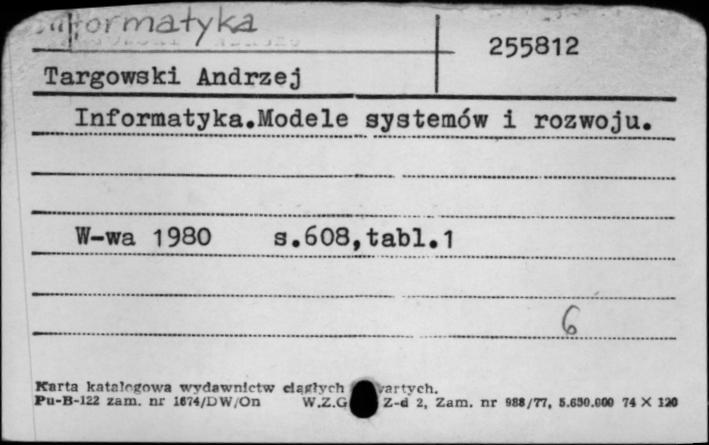 Informatyka
255812
Targowski Andrzej
Informatyka.Modele systemów i rozwoju.
W-wa 1980 s.608,tabl.1
6
Karta katalogowa wydawnictw ciągłych wartych.
Pu-B-122 zam. nr 1674/DW/On W.Z.G Z-d 2, Zam. nr 988/77, 5.650.000 74 X 120